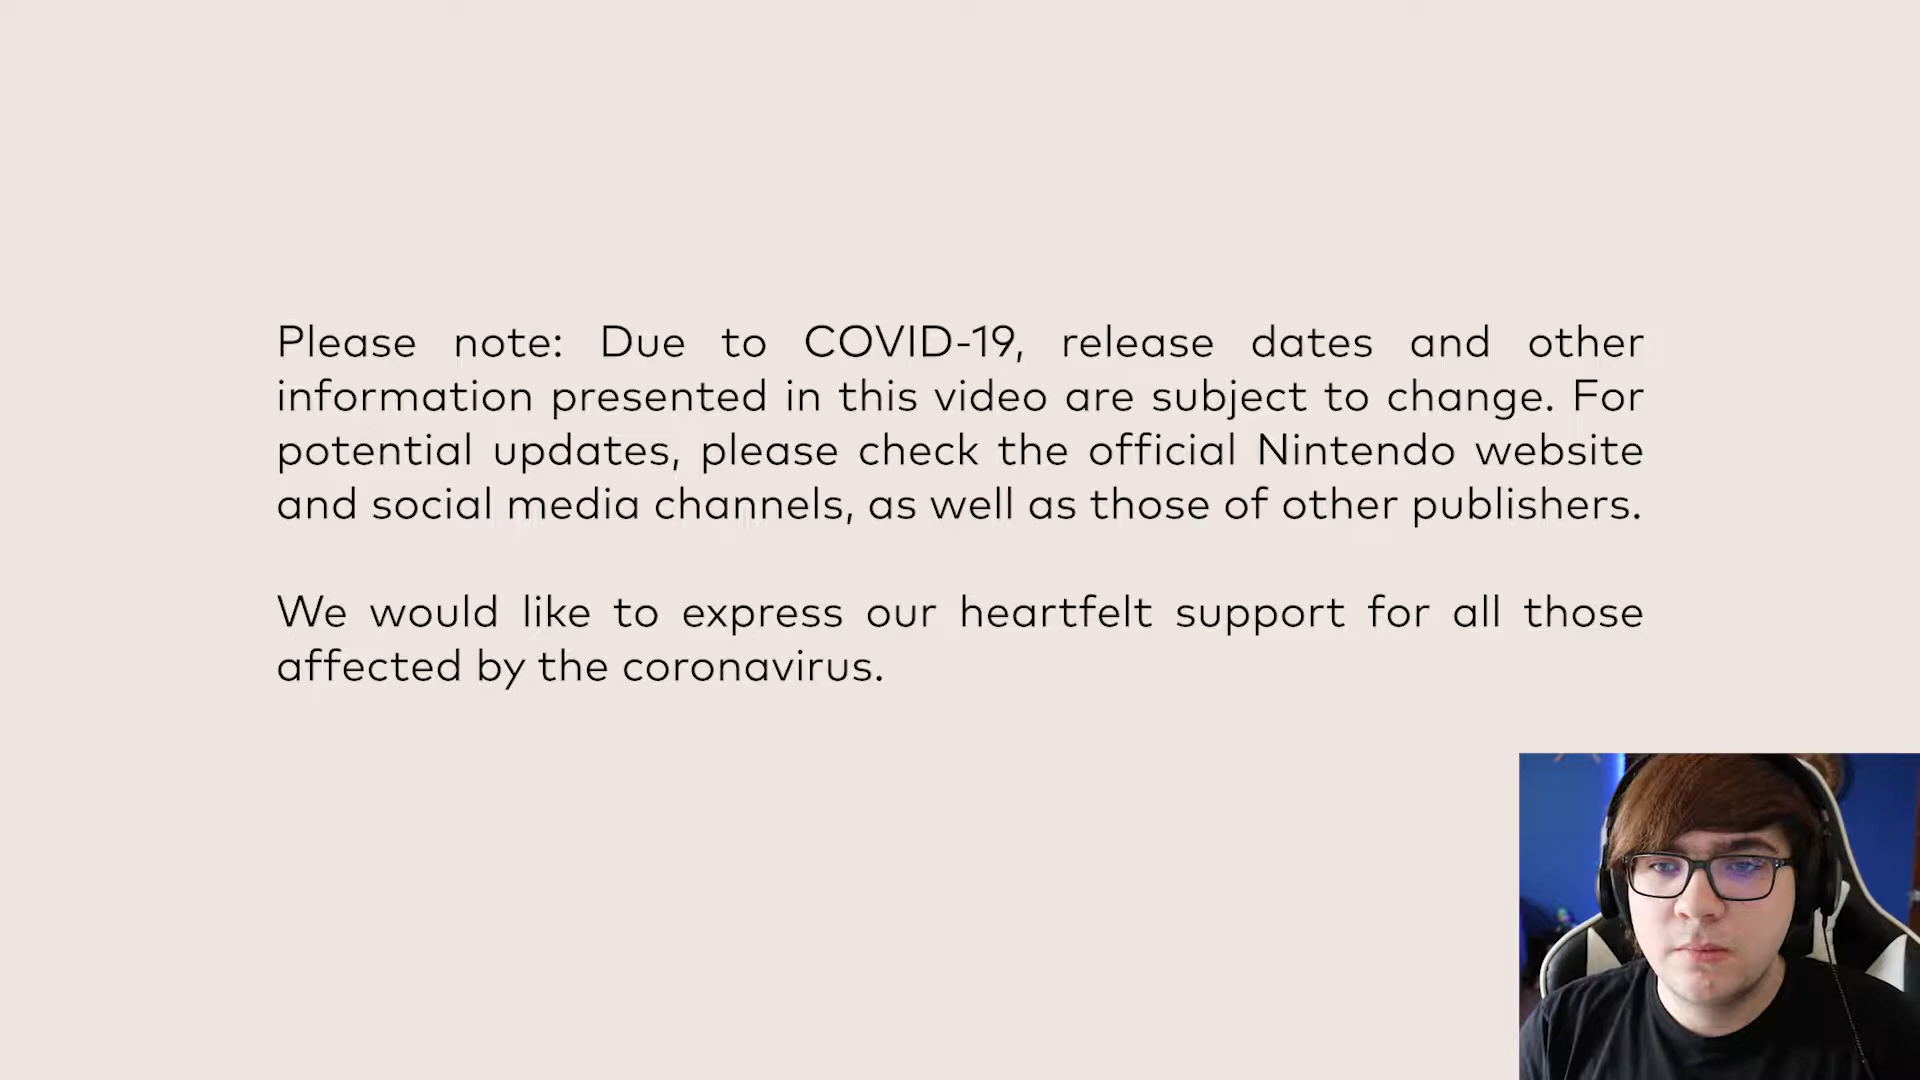 Please note: Due to COVID-19, release dates and other
information presented in this video are subject to change. For
potential updates, please check the official Nintendo website
and social media channels, as well as those of other publishers.
We would like to express our heartfelt support for all those
affected by the coronavirus.